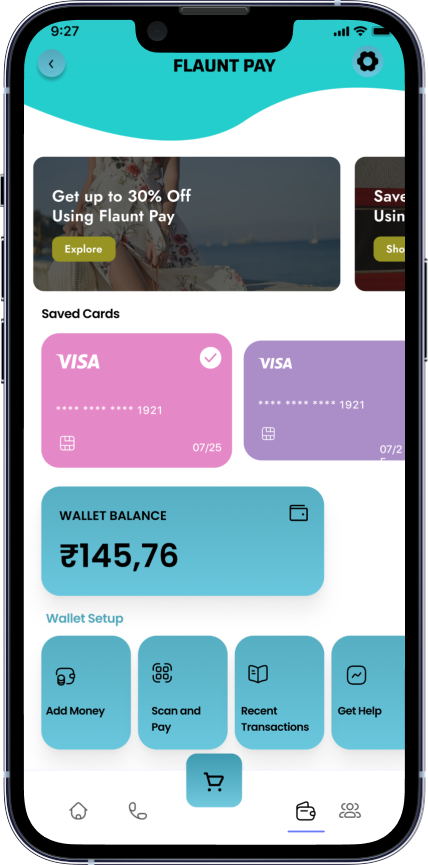 9:27
FLAUNT PAY
Get up to 30% Off
Using Flaunt Pay
Explore
Save
Usin
Sho
Saved Cards
VISA
**** **** **** 1921
07/25
VISA
**** **** **** 1921
07/2
WALLET BALANCE
₹145,76
Wallet Setup
Add Money
Scan and
Pay
Recent
Transactions
Get Help